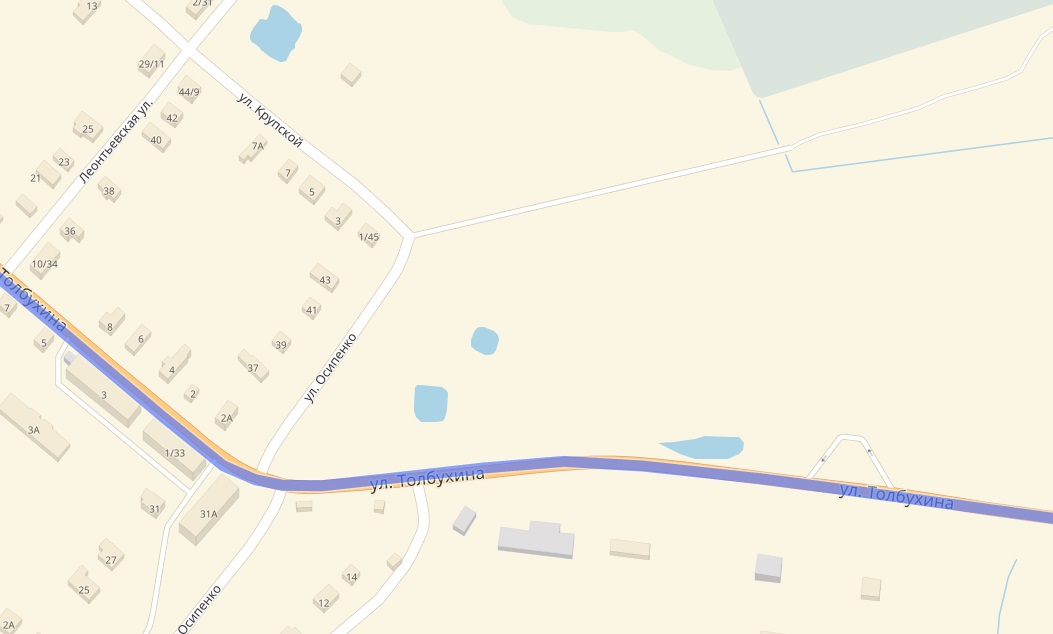 13
2/31
29/11
44/9
42
40
25
23
21
Леонтьевская ул.
ул. Крупской
7А
7
5
3
1/45
38
36
10/34
43
41
39
37
ул. Осипенко
Толбухина
7
5
8
6
4
2
2А
3
3А
1/33
31
31А
27
25
2А
Осипенко
ул. Толбухина
14
12
ул. Толбухина